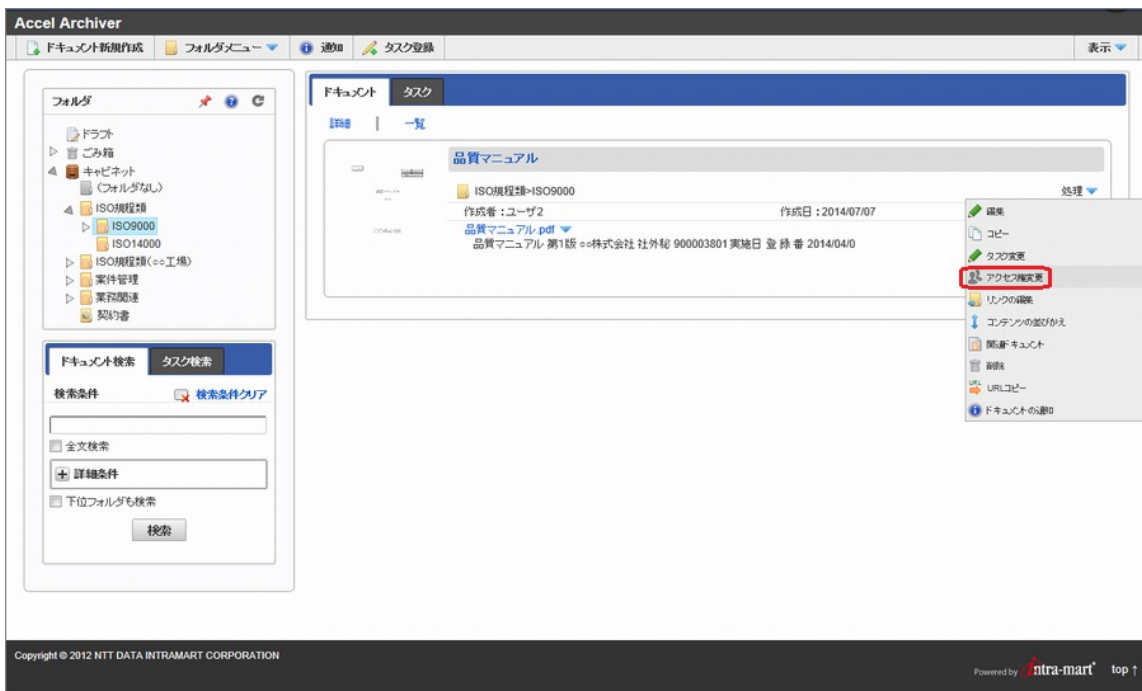 Accel Archiver
ドキュメント新規作成 フォルダメニュー 通知 タスク登録 表示
フォルダ
ドラフト
ごみ箱
キャビネット
(フォルダなし)
ISO規程類
ISO9000
ISO14000
ISO規程類(○○工場)
案件管理
業務関連
契約書
ドキュメント検索 タスク検索
検索条件 検索条件クリア
全文検索
詳細条件
下位フォルダも検索
検索
ドキュメント タスク
詳細 | 一覧
品質マニュアル
ISO規程類>ISO9000 処理
作成者:ユーザ2 作成日:2014/07/07
品質マニュアル.pdf
品質マニュアル 第1版 ○○株式会社 社外秘 900003801 実施日 登 録 番 2014/04/0
編集
コピー
タスク変更
アクセス権変更
リンクの編集
コンテンツの並びかえ
関連ドキュメント
削除
URLコピー
ドキュメントの通知
Copyright © 2012 NTT DATA INTRAMART CORPORATION
Powered by intra-mart top ↑